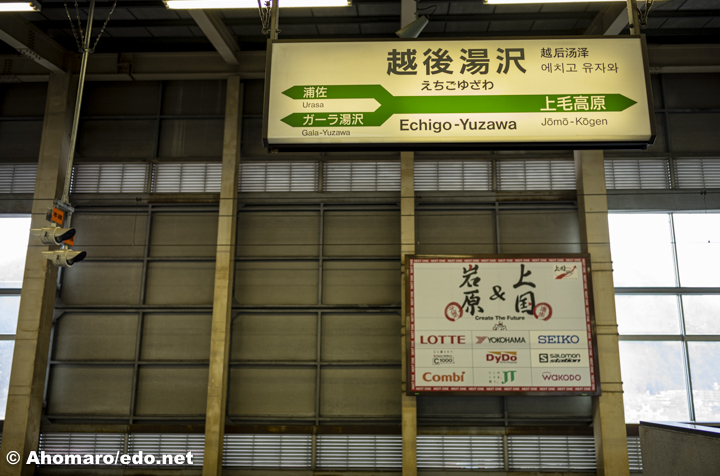 越後湯沢
越后汤泽
에치고 유자와
えちごゆざわ
浦佐
Urasa
ガーラ湯沢
Gala-Yuzawa
Echigo-Yuzawa
上毛高原
Jōmō-Kōgen
上国
&
岩原
Create The Future
LOTTE
YOKOHAMA
SEIKO
C1000
DyDo
SALOMON
station
Combi
JT
WAKODO
© Ahomaro/edo.net